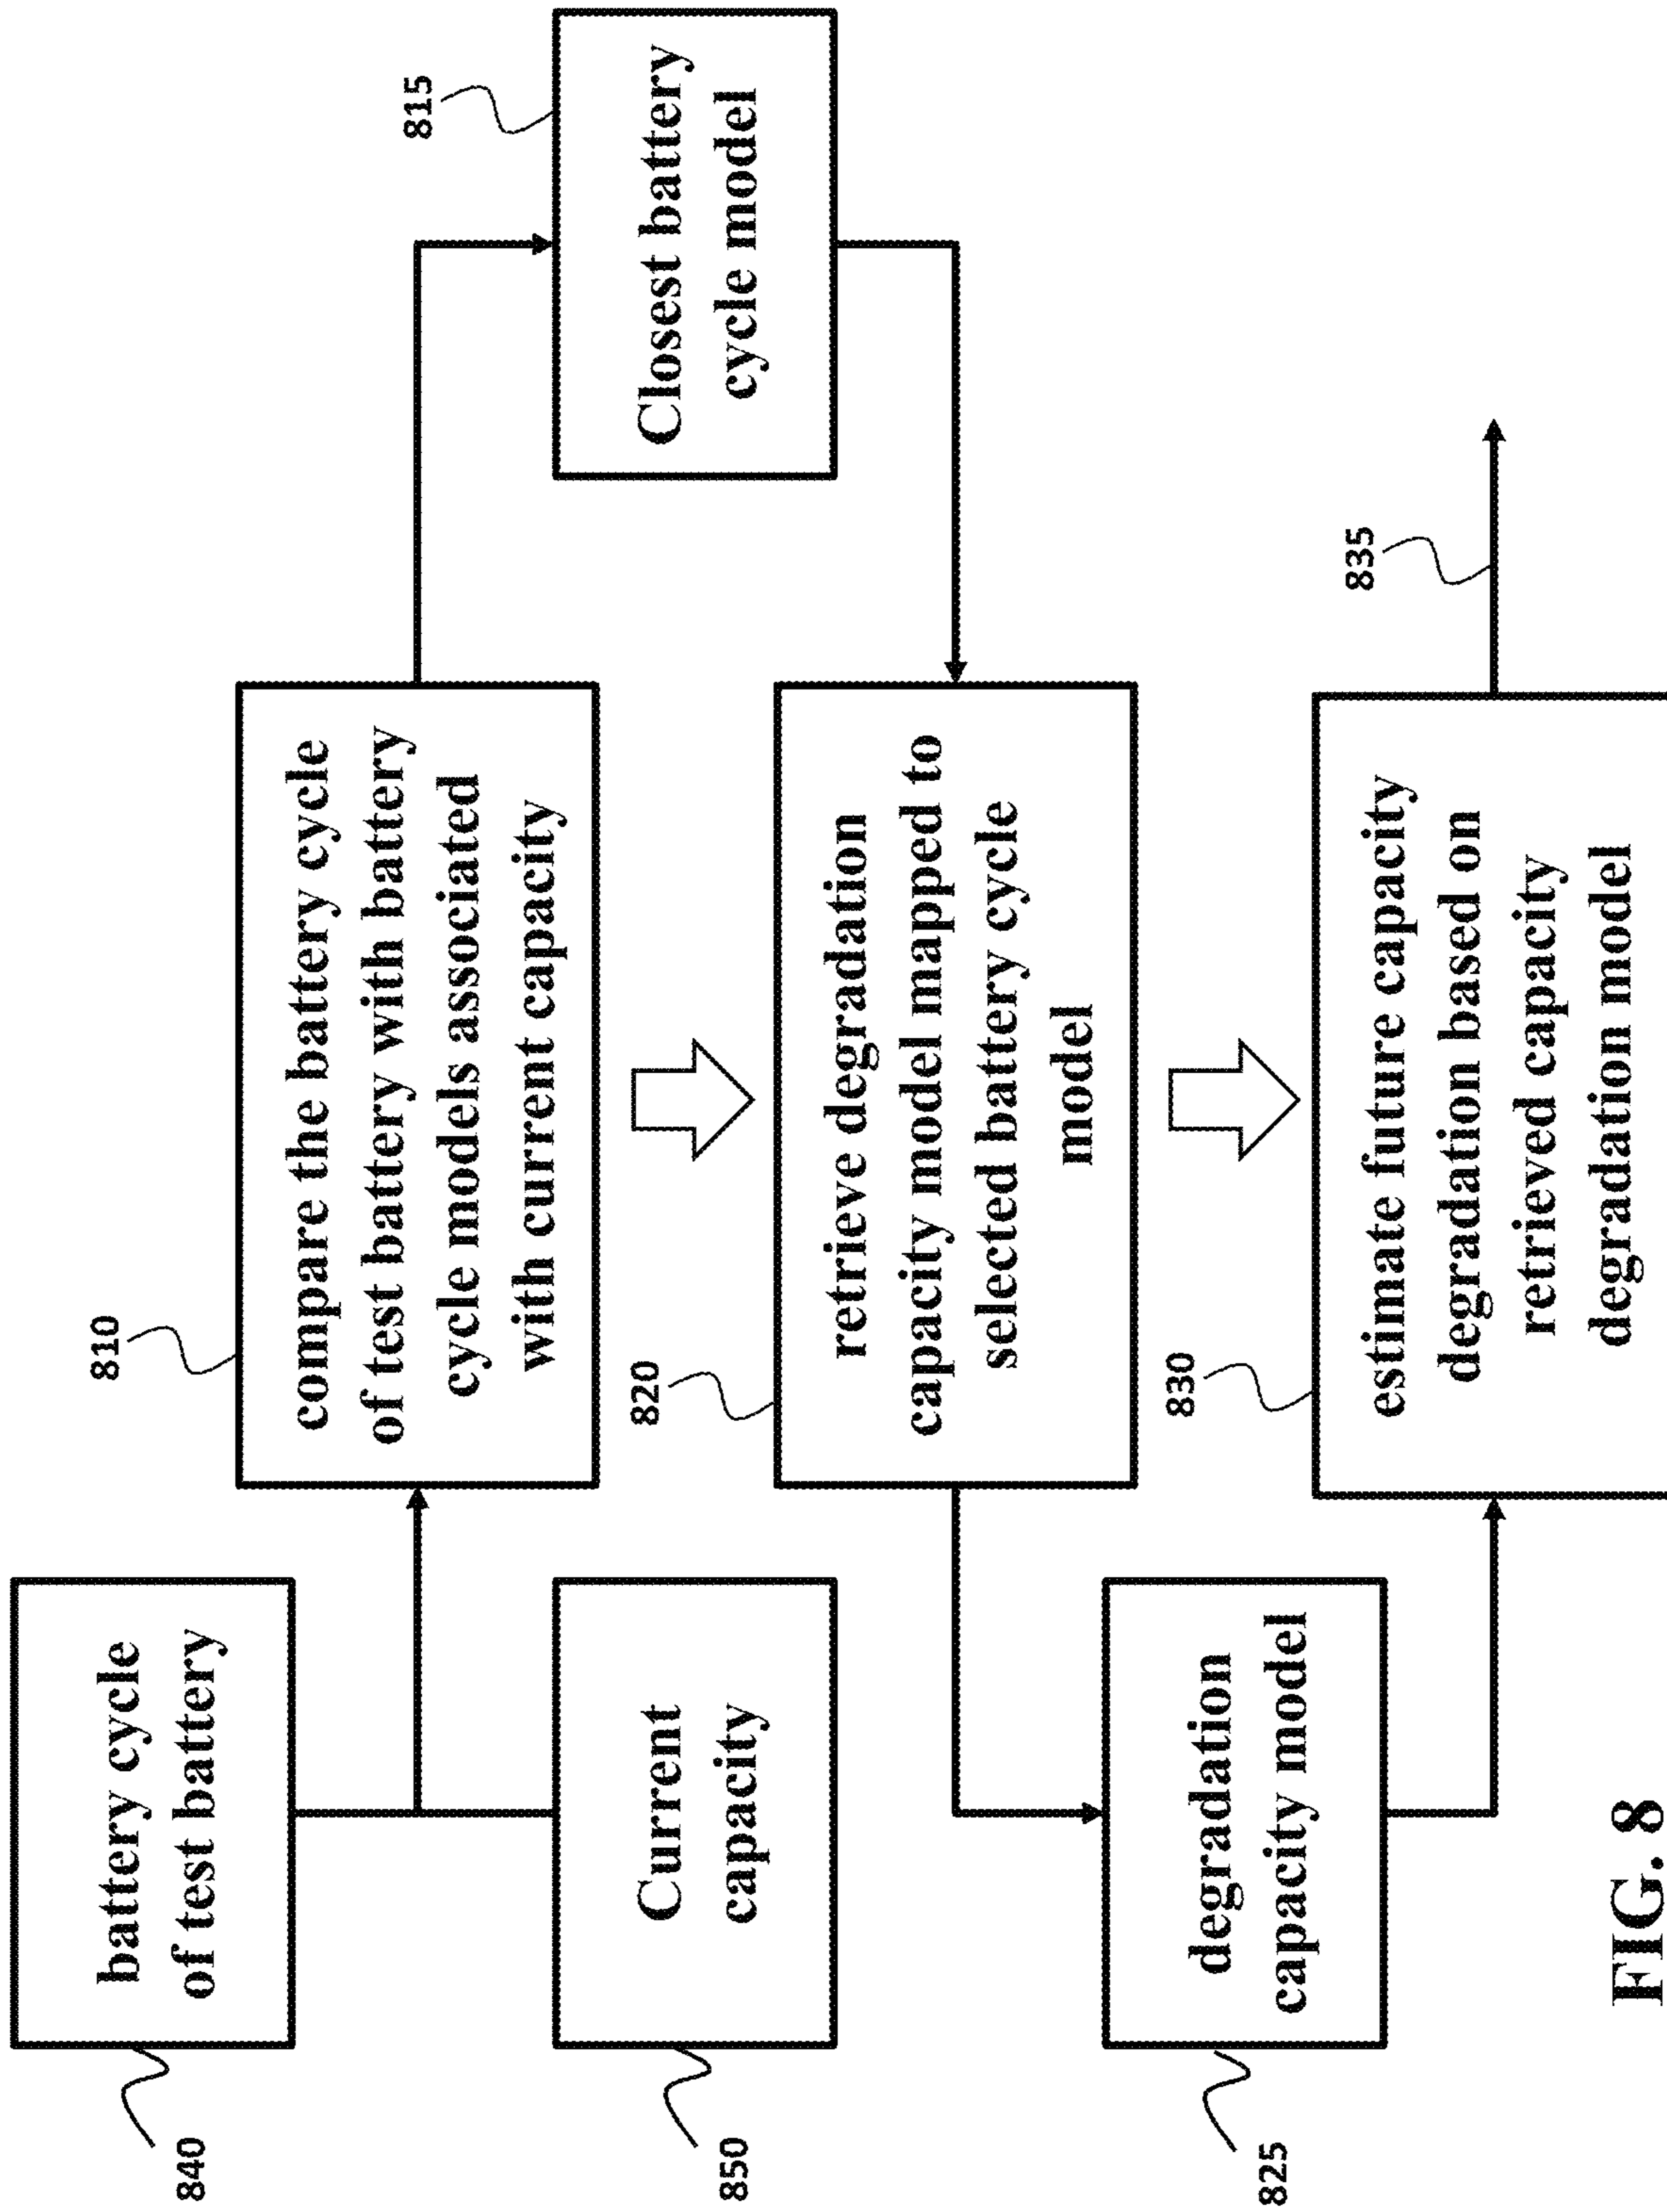 840
battery cycle
of test battery
810
compare the battery cycle
of test battery with battery
cycle models associated
with current capacity
815
Closest battery
cycle model
850
Current
capacity
820
retrieve degradation
capacity model mapped to
selected battery cycle
model
825
degradation
capacity model
830
estimate future capacity
degradation based on
retrieved capacity
degradation model
835
FIG. 8